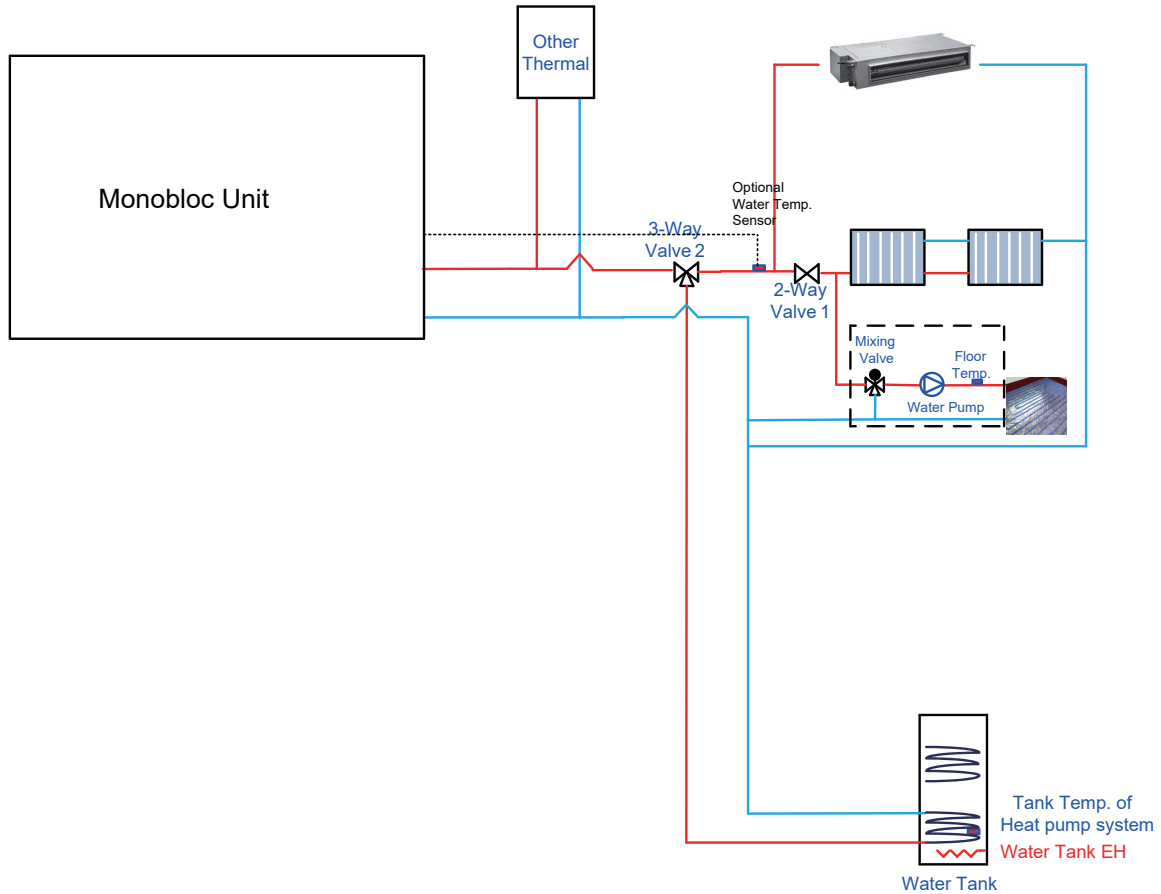 Other
Thermal
Monobloc Unit
Optional
Water Temp.
Sensor
3-Way
Valve 2
2-Way
Valve 1
Mixing
Valve
Floor
Temp.
Water Pump
Tank Temp. of
Heat pump system
Water Tank EH
Water Tank